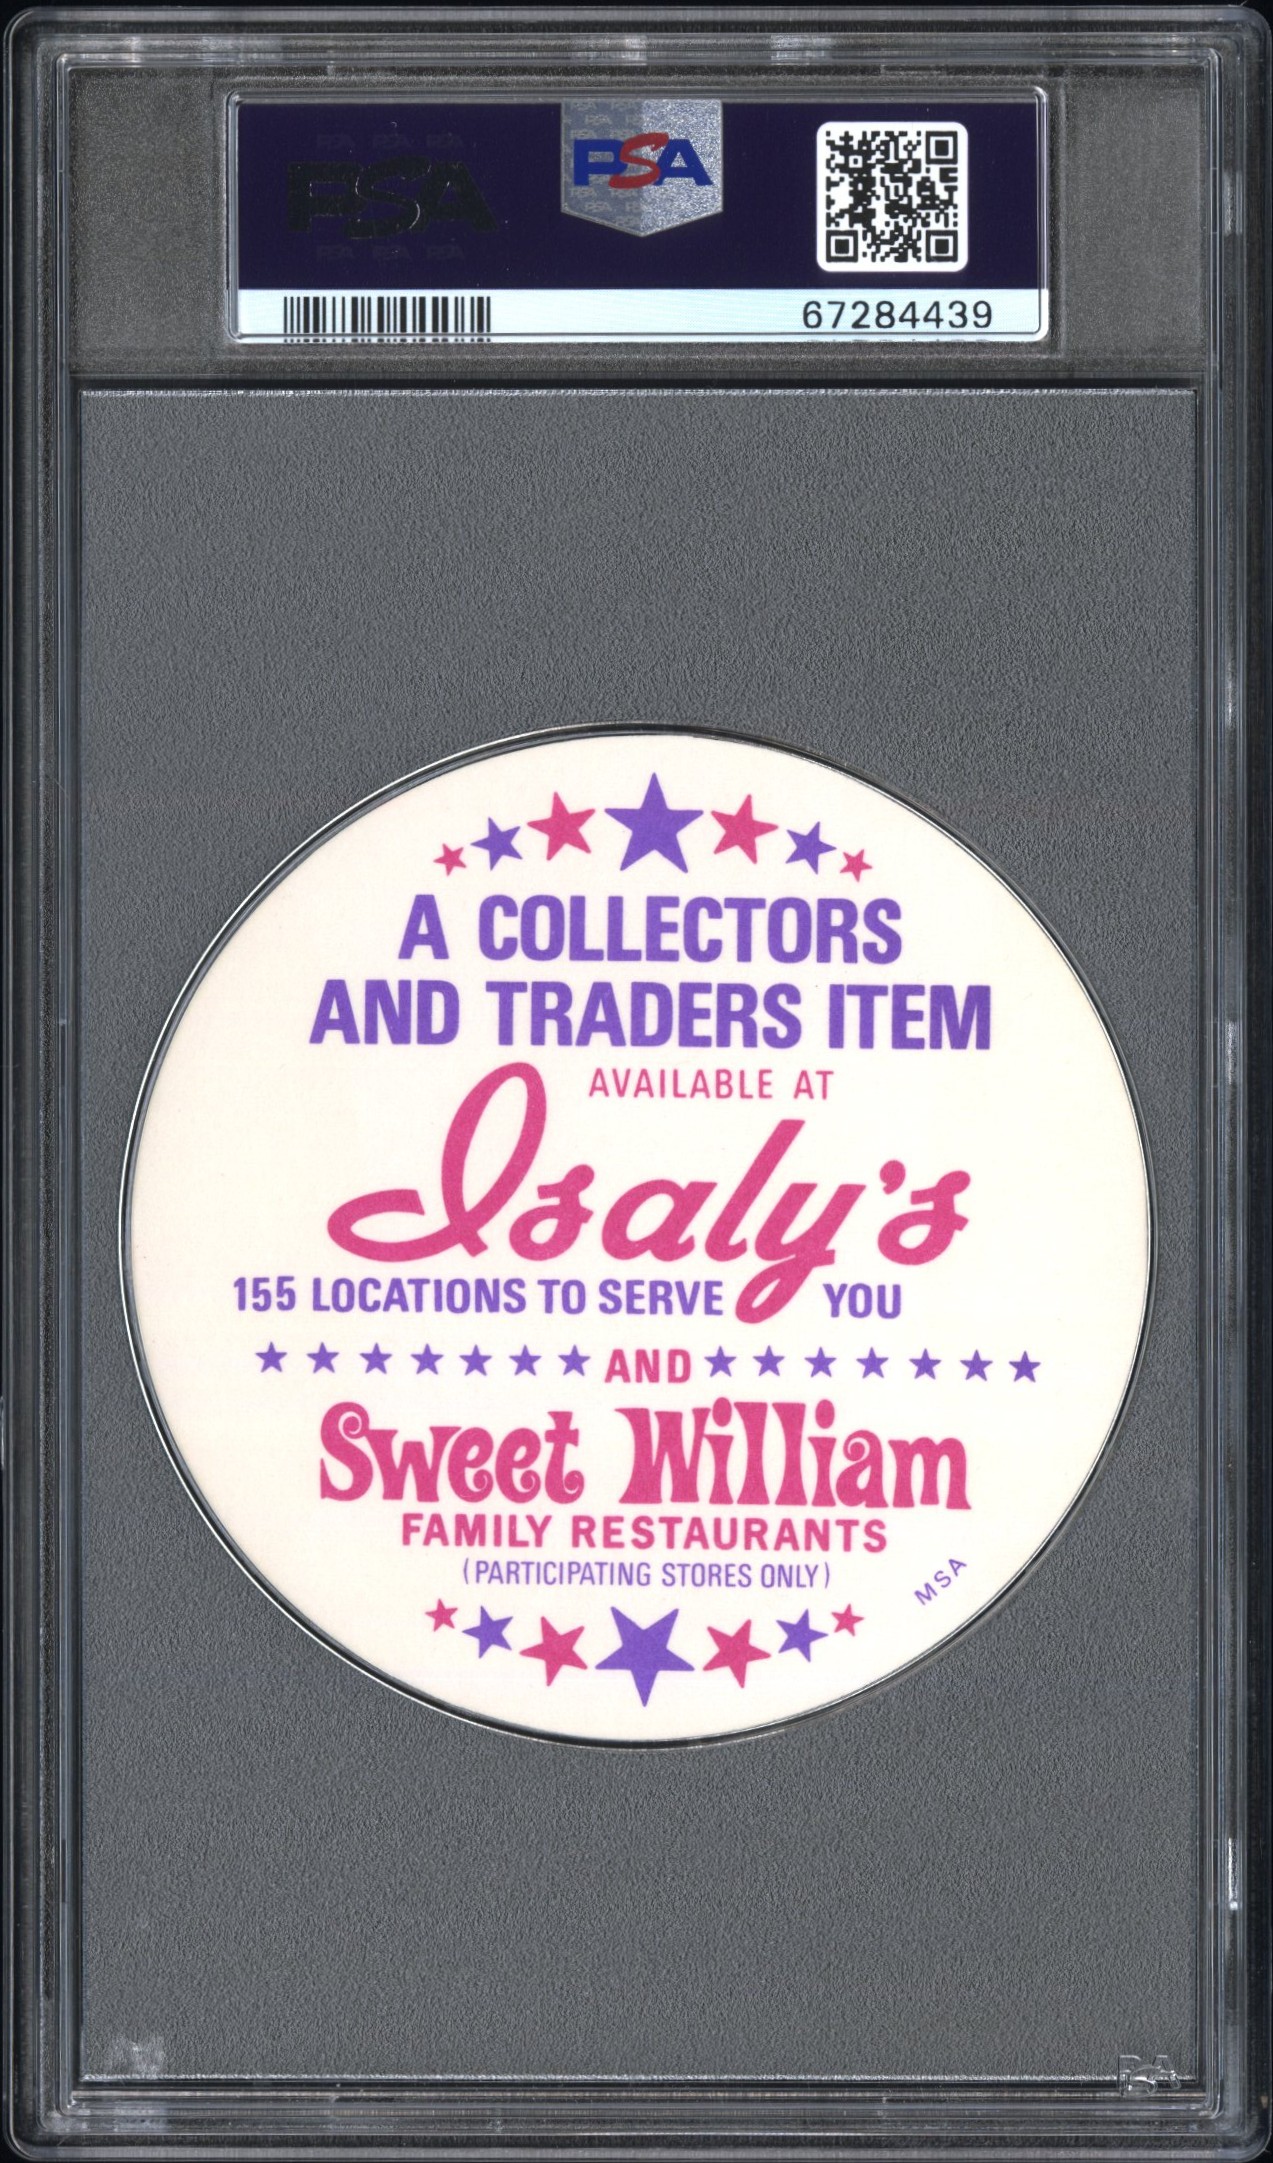 PSA
PSA
67284439
A COLLECTORS
AND TRADERS ITEM
AVAILABLE AT
Isaly's
155 LOCATIONS TO SERVE YOU
AND
Sweet William
FAMILY RESTAURANTS
(PARTICIPATING STORES ONLY)
MSA
PSA